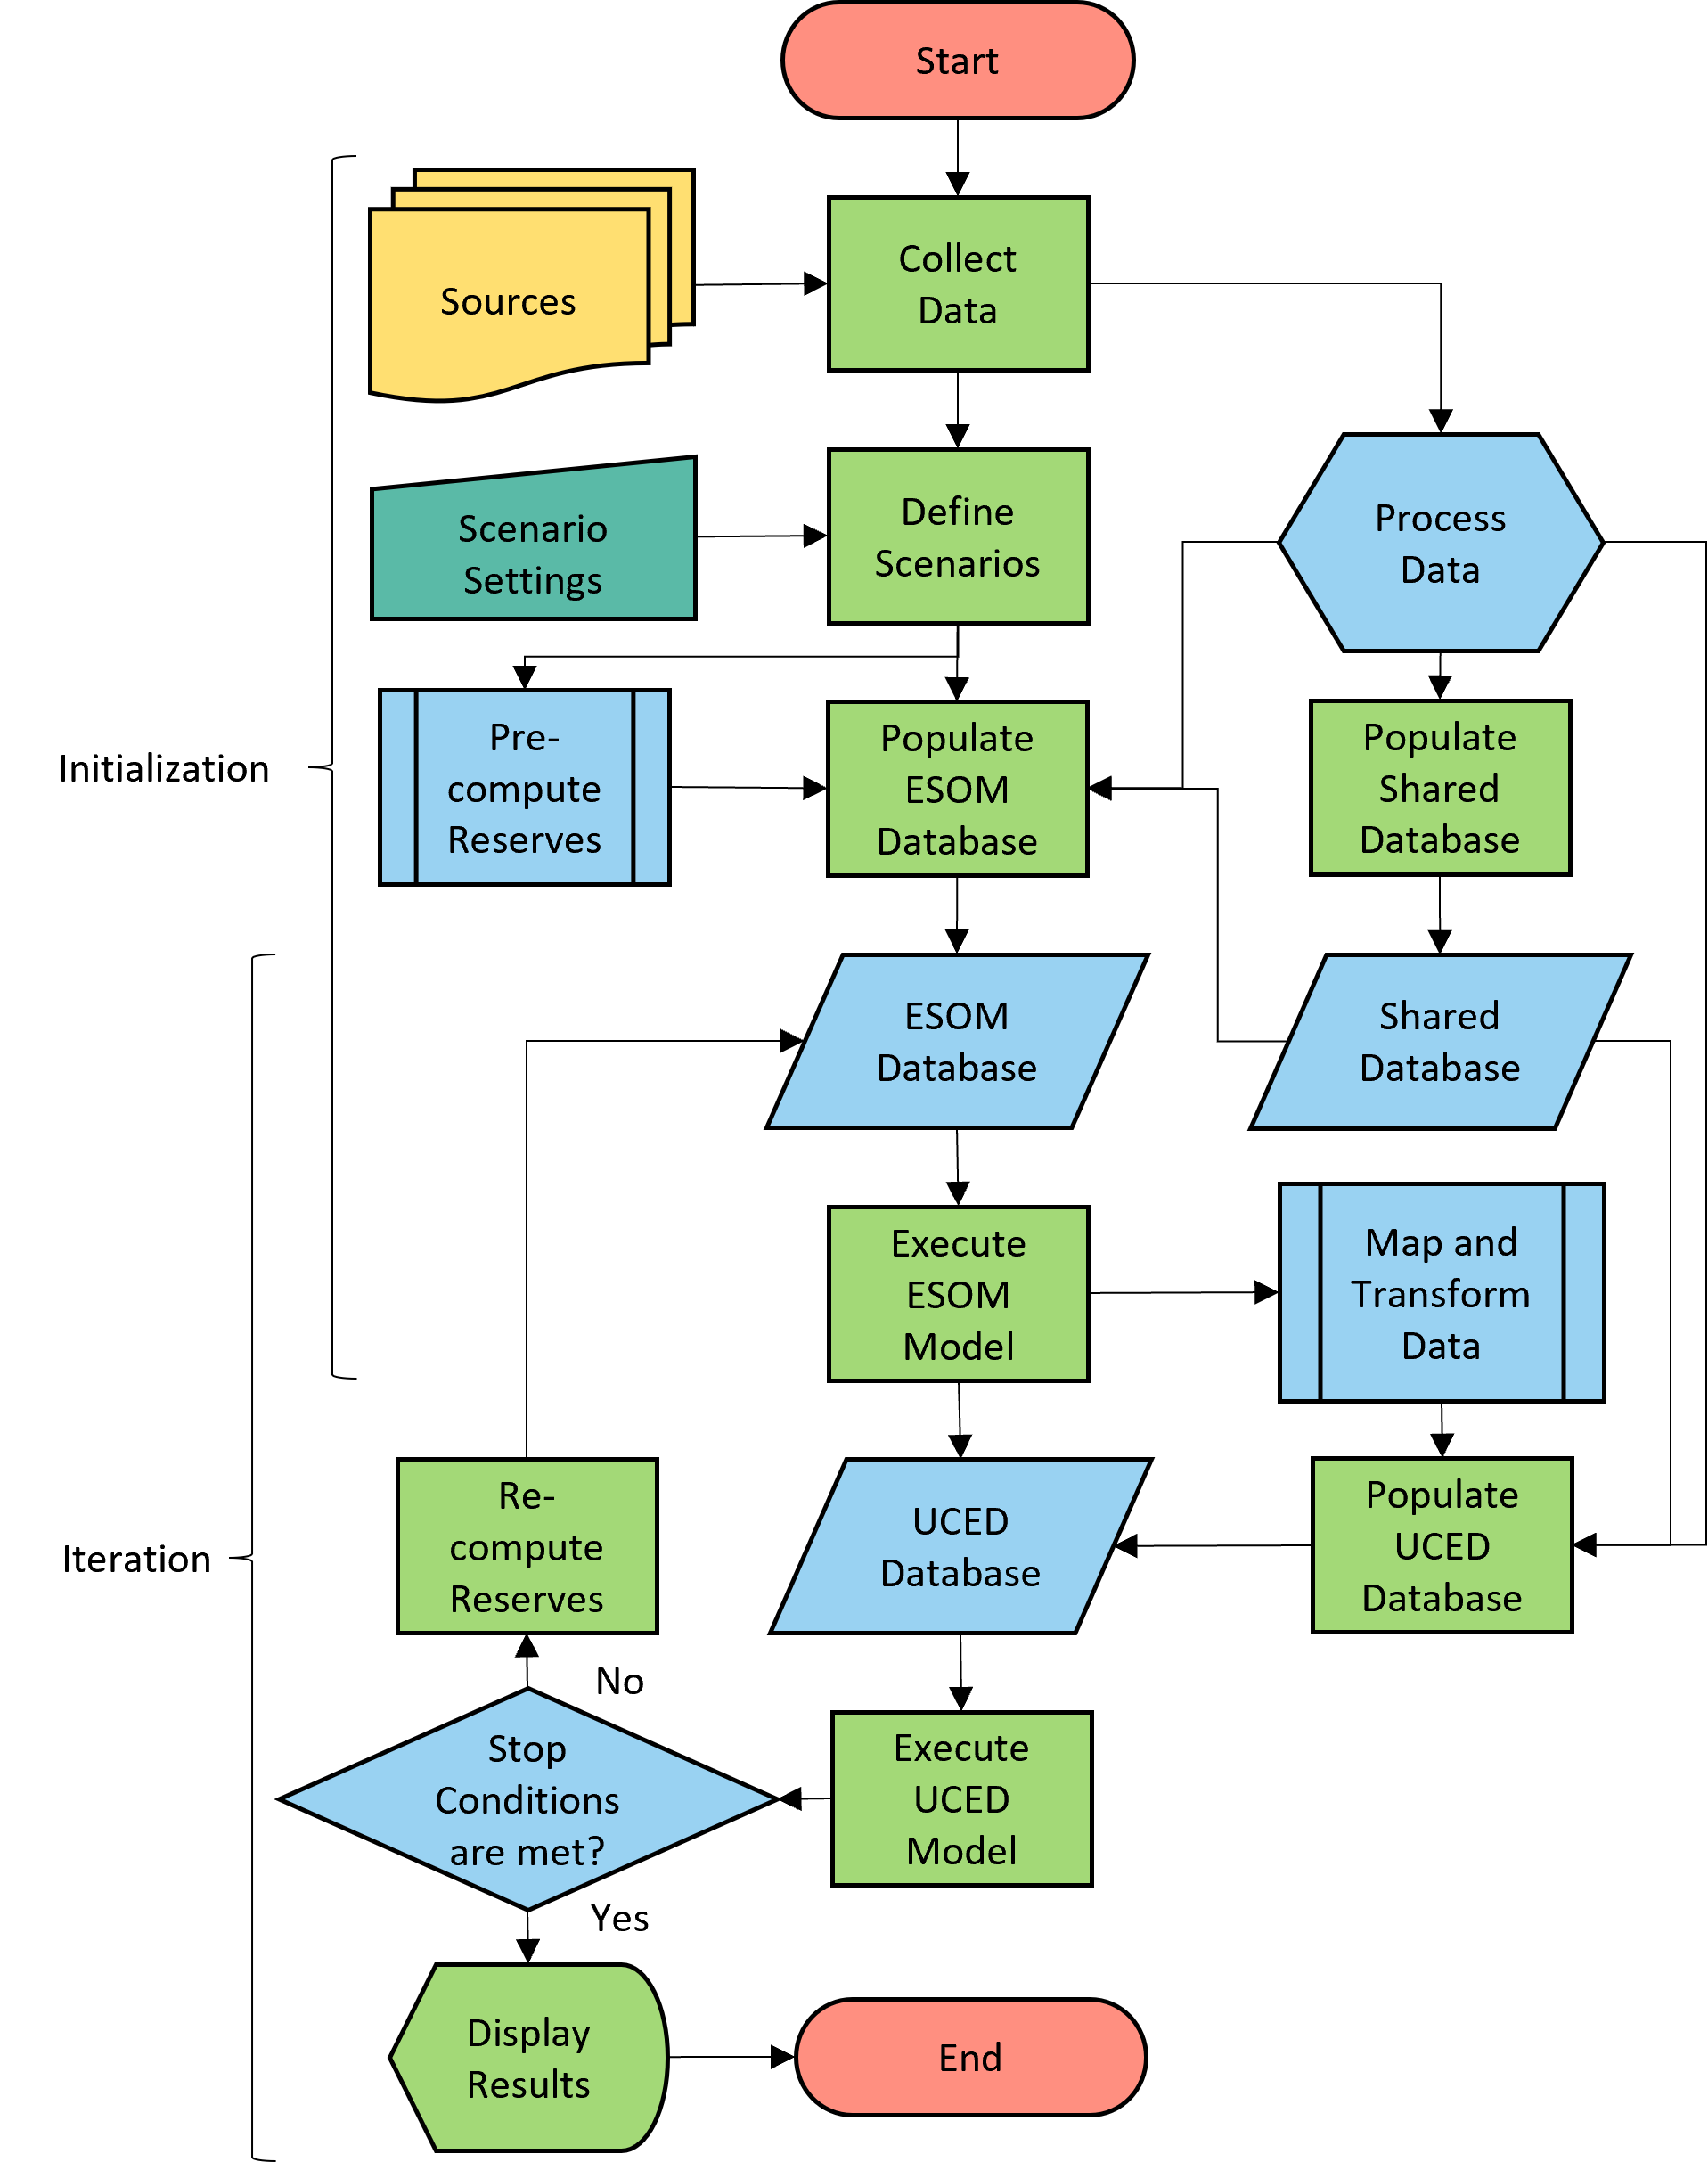 Start
Sources
Collect
Data
Scenario
Settings
Define
Scenarios
Process
Data
Initialization
Pre-
compute
Reserves
Populate
ESOM
Database
Populate
Shared
Database
ESOM
Database
Shared
Database
Execute
ESOM
Model
Map and
Transform
Data
Iteration
Re-
compute
Reserves
UCED
Database
Populate
UCED
Database
No
Stop
Conditions
are met?
Execute
UCED
Model
Yes
Display
Results
End